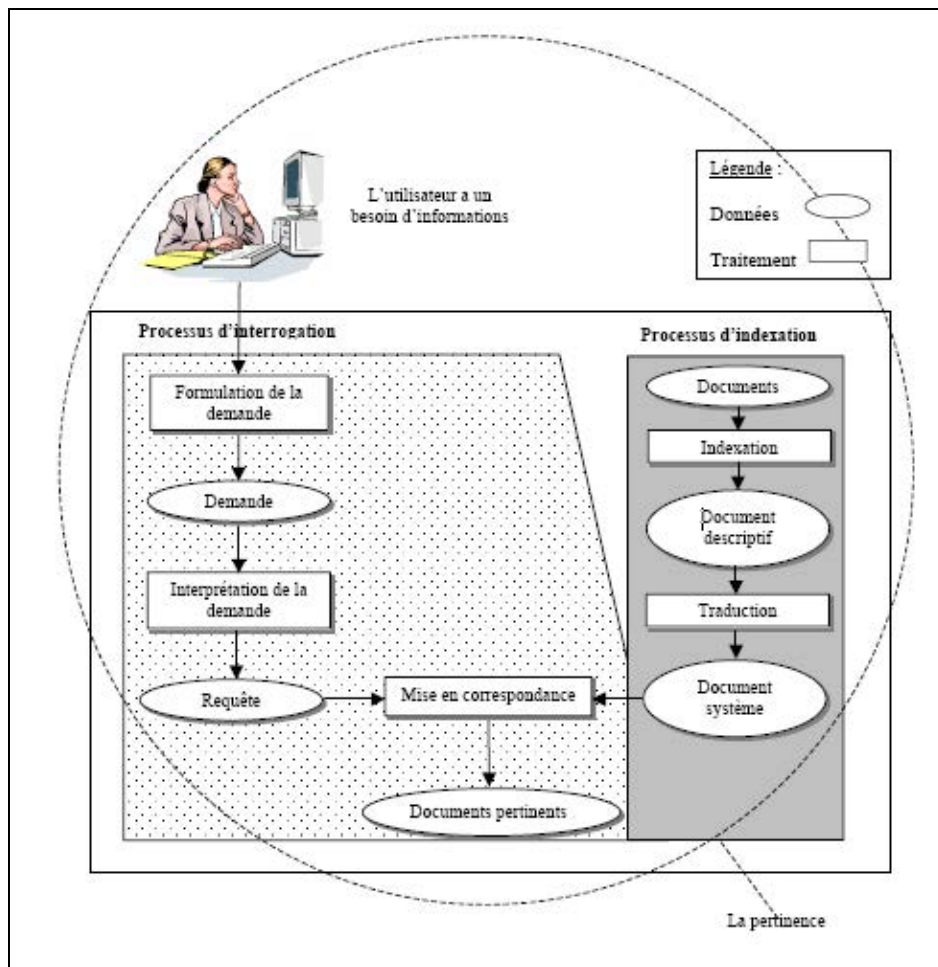 L'utilisateur a un
besoin d'informations
Légende :
Données
Traitement
Processus d'interrogation
Formulation de la
demande
Demande
Interprétation de la
demande
Requête
Mise en correspondance
Documents pertinents
Processus d'indexation
Documents
Indexation
Document
descriptif
Traduction
Document
système
La pertinence